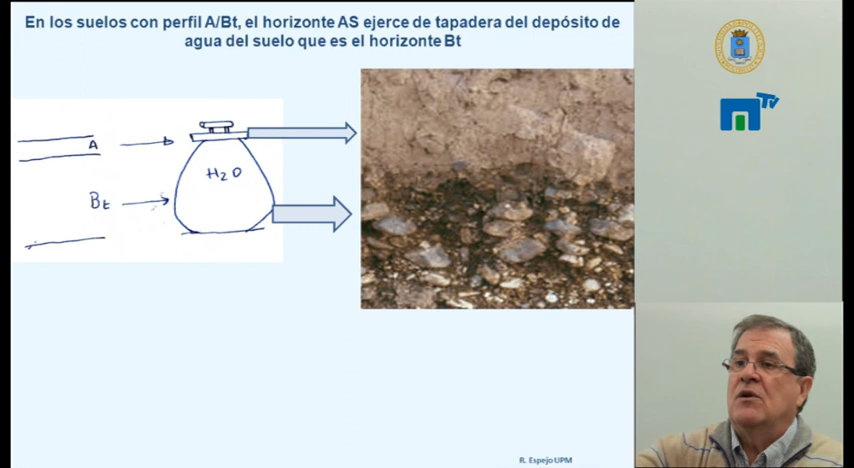 En los suelos con perfil A/Bt, el horizonte AS ejerce de tapadera del depósito de
agua del suelo que es el horizonte Bt
A
H2O
Bt
R. Espejo UPM
TV